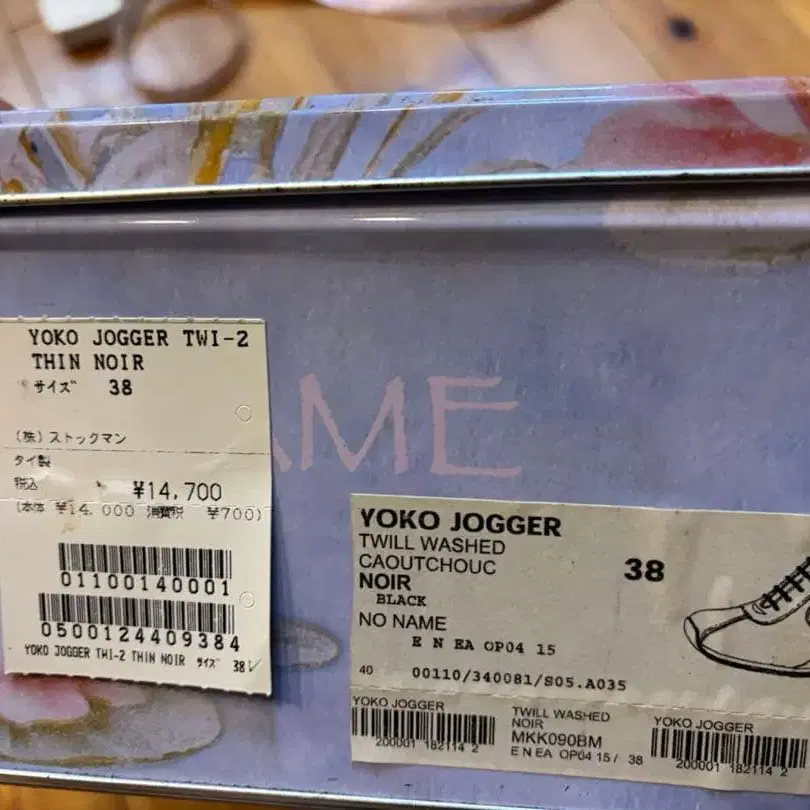 YOKO JOGGER TWI-2
THIN NOIR
サイズ 38
(株)ストックマン
タイ製
税込 ¥14,700
(本体 ¥14,000 消費税 ¥700)
01100140001
0500124409384
YOKO JOGGER TWI-2 THIN NOIR サイズ 38
AME
YOKO JOGGER
TWILL WASHED
CAOUTCHOUC
38
NOIR
BLACK
NO NAME
E N EA OP04 15
40 00110/340081/S05.A035
YOKO JOGGER
200001 182114 2
TWILL WASHED
NOIR
MKK090BM
E N EA OP04 15 / 38
YOKO JOGGER
200001 182114 2